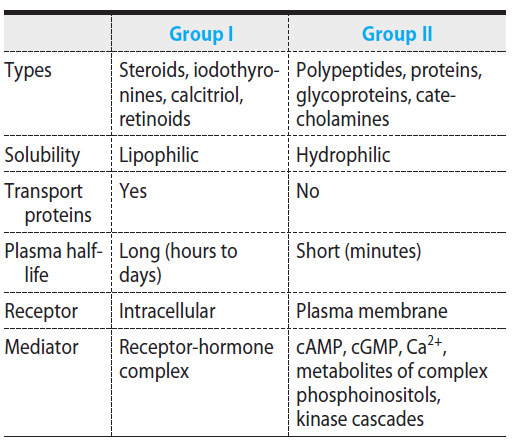 Group I Group II
Types Steroids, iodothyro- Polypeptides, proteins,
nines, calcitriol, glycoproteins, cate-
retinoids cholamines
Solubility Lipophilic Hydrophilic
Transport Yes No
proteins
Plasma half- Long (hours to Short (minutes)
life days)
Receptor Intracellular Plasma membrane
Mediator Receptor-hormone cAMP, cGMP, Ca²⁺,
complex metabolites of complex
phosphoinositols,
kinase cascades